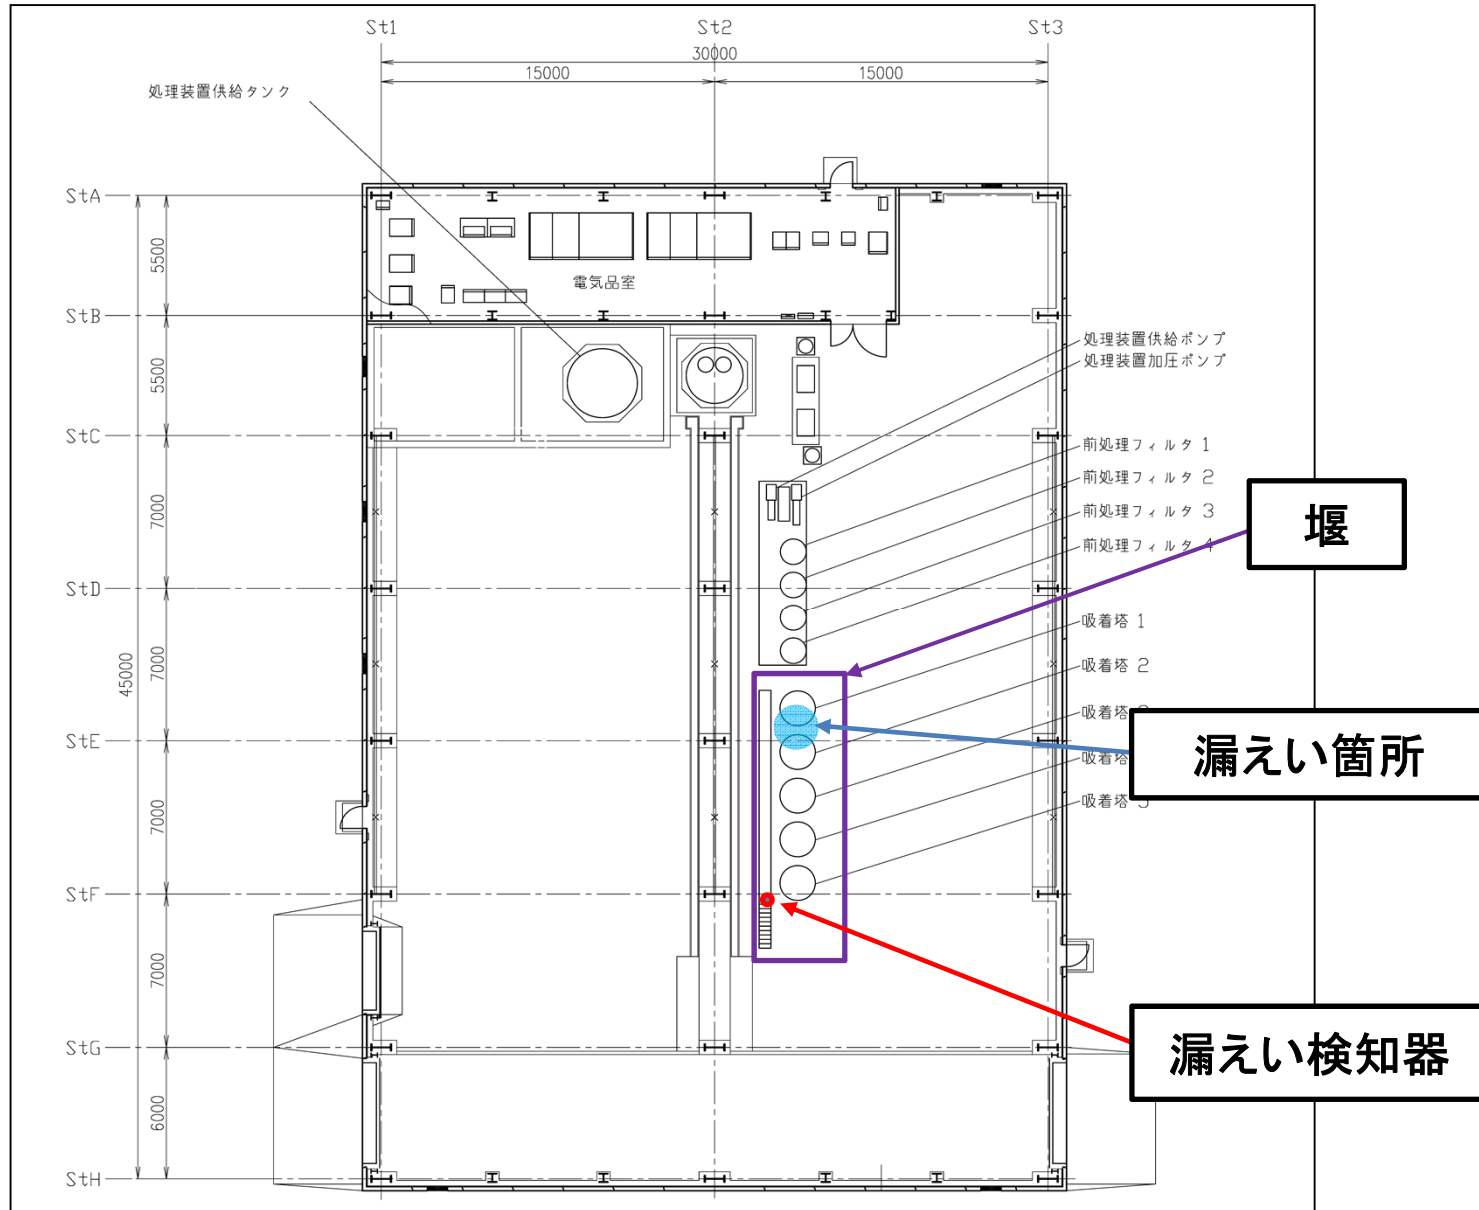 St1
St2
St3
30000
15000
15000
処理装置供給タンク
StA
5500
電気品室
StB
処理装置供給ポンプ
処理装置加圧ポンプ
5500
StC
前処理フィルタ 1
前処理フィルタ 2
堰
7000
前処理フィルタ 3
前処理フィルタ 4
StD
吸着塔 1
45000
7000
吸着塔 2
吸着塔
StE
漏えい箇所
吸着塔
7000
吸着塔
StF
7000
StG
漏えい検知器
6000
StH